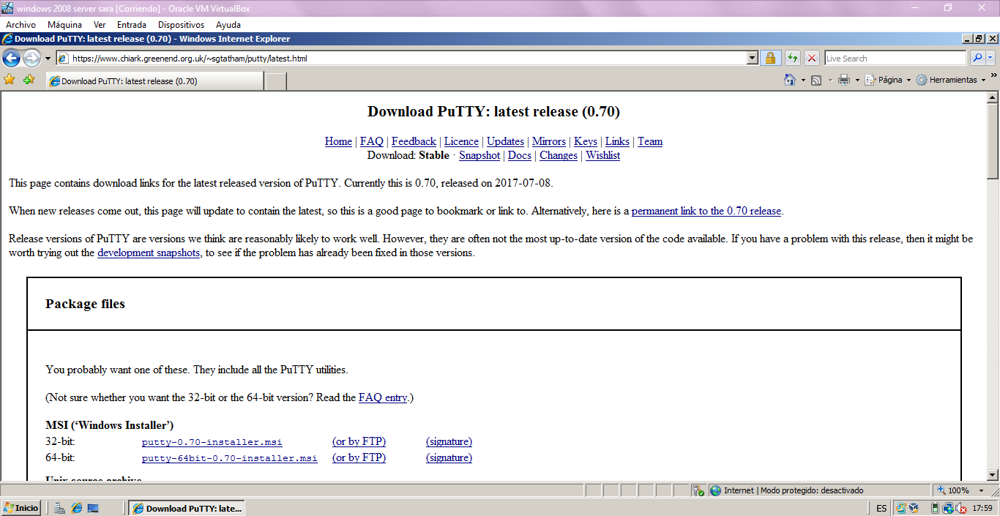 windows 2008 server sara [Corriendo] - Oracle VM VirtualBox
Archivo Máquina Ver Entrada Dispositivos Ayuda
Download PuTTY: latest release (0.70) - Windows Internet Explorer
https://www.chiark.greenend.org.uk/~sgtatham/putty/latest.html
Live Search
Download PuTTY: latest release (0.70)
Página Herramientas »
Download PuTTY: latest release (0.70)
Home | FAQ | Feedback | Licence | Updates | Mirrors | Keys | Links | Team
Download: Stable · Snapshot | Docs | Changes | Wishlist
This page contains download links for the latest released version of PuTTY. Currently this is 0.70, released on 2017-07-08.
When new releases come out, this page will update to contain the latest, so this is a good page to bookmark or link to. Alternatively, here is a permanent link to the 0.70 release.
Release versions of PuTTY are versions we think are reasonably likely to work well. However, they are often not the most up-to-date version of the code available. If you have a problem with this release, then it might be
worth trying out the development snapshots, to see if the problem has already been fixed in those versions.
Package files
You probably want one of these. They include all the PuTTY utilities.
(Not sure whether you want the 32-bit or the 64-bit version? Read the FAQ entry.)
MSI (‘Windows Installer’)
32-bit: putty-0.70-installer.msi (or by FTP) (signature)
64-bit: putty-64bit-0.70-installer.msi (or by FTP) (signature)
Unix source archive
Internet | Modo protegido: desactivado 100%
Inicio Download PuTTY: late... ES 17:59